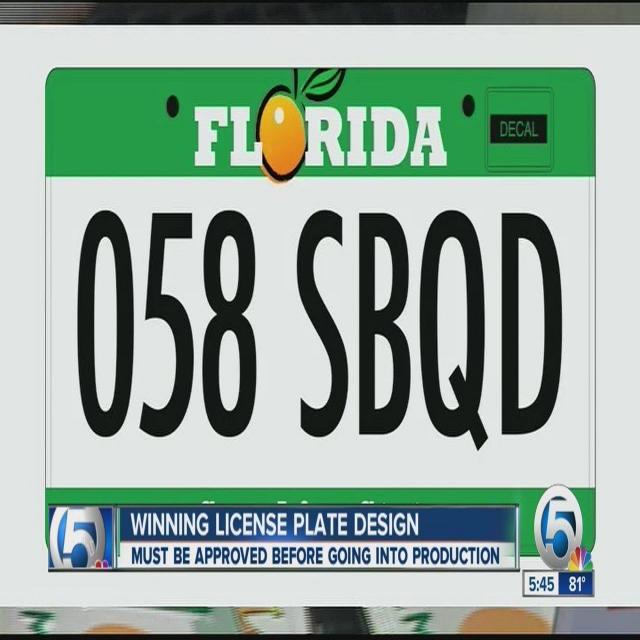 FLORIDA
DECAL
058 SBQD
5
WINNING LICENSE PLATE DESIGN
MUST BE APPROVED BEFORE GOING INTO PRODUCTION
5
5:45 81°